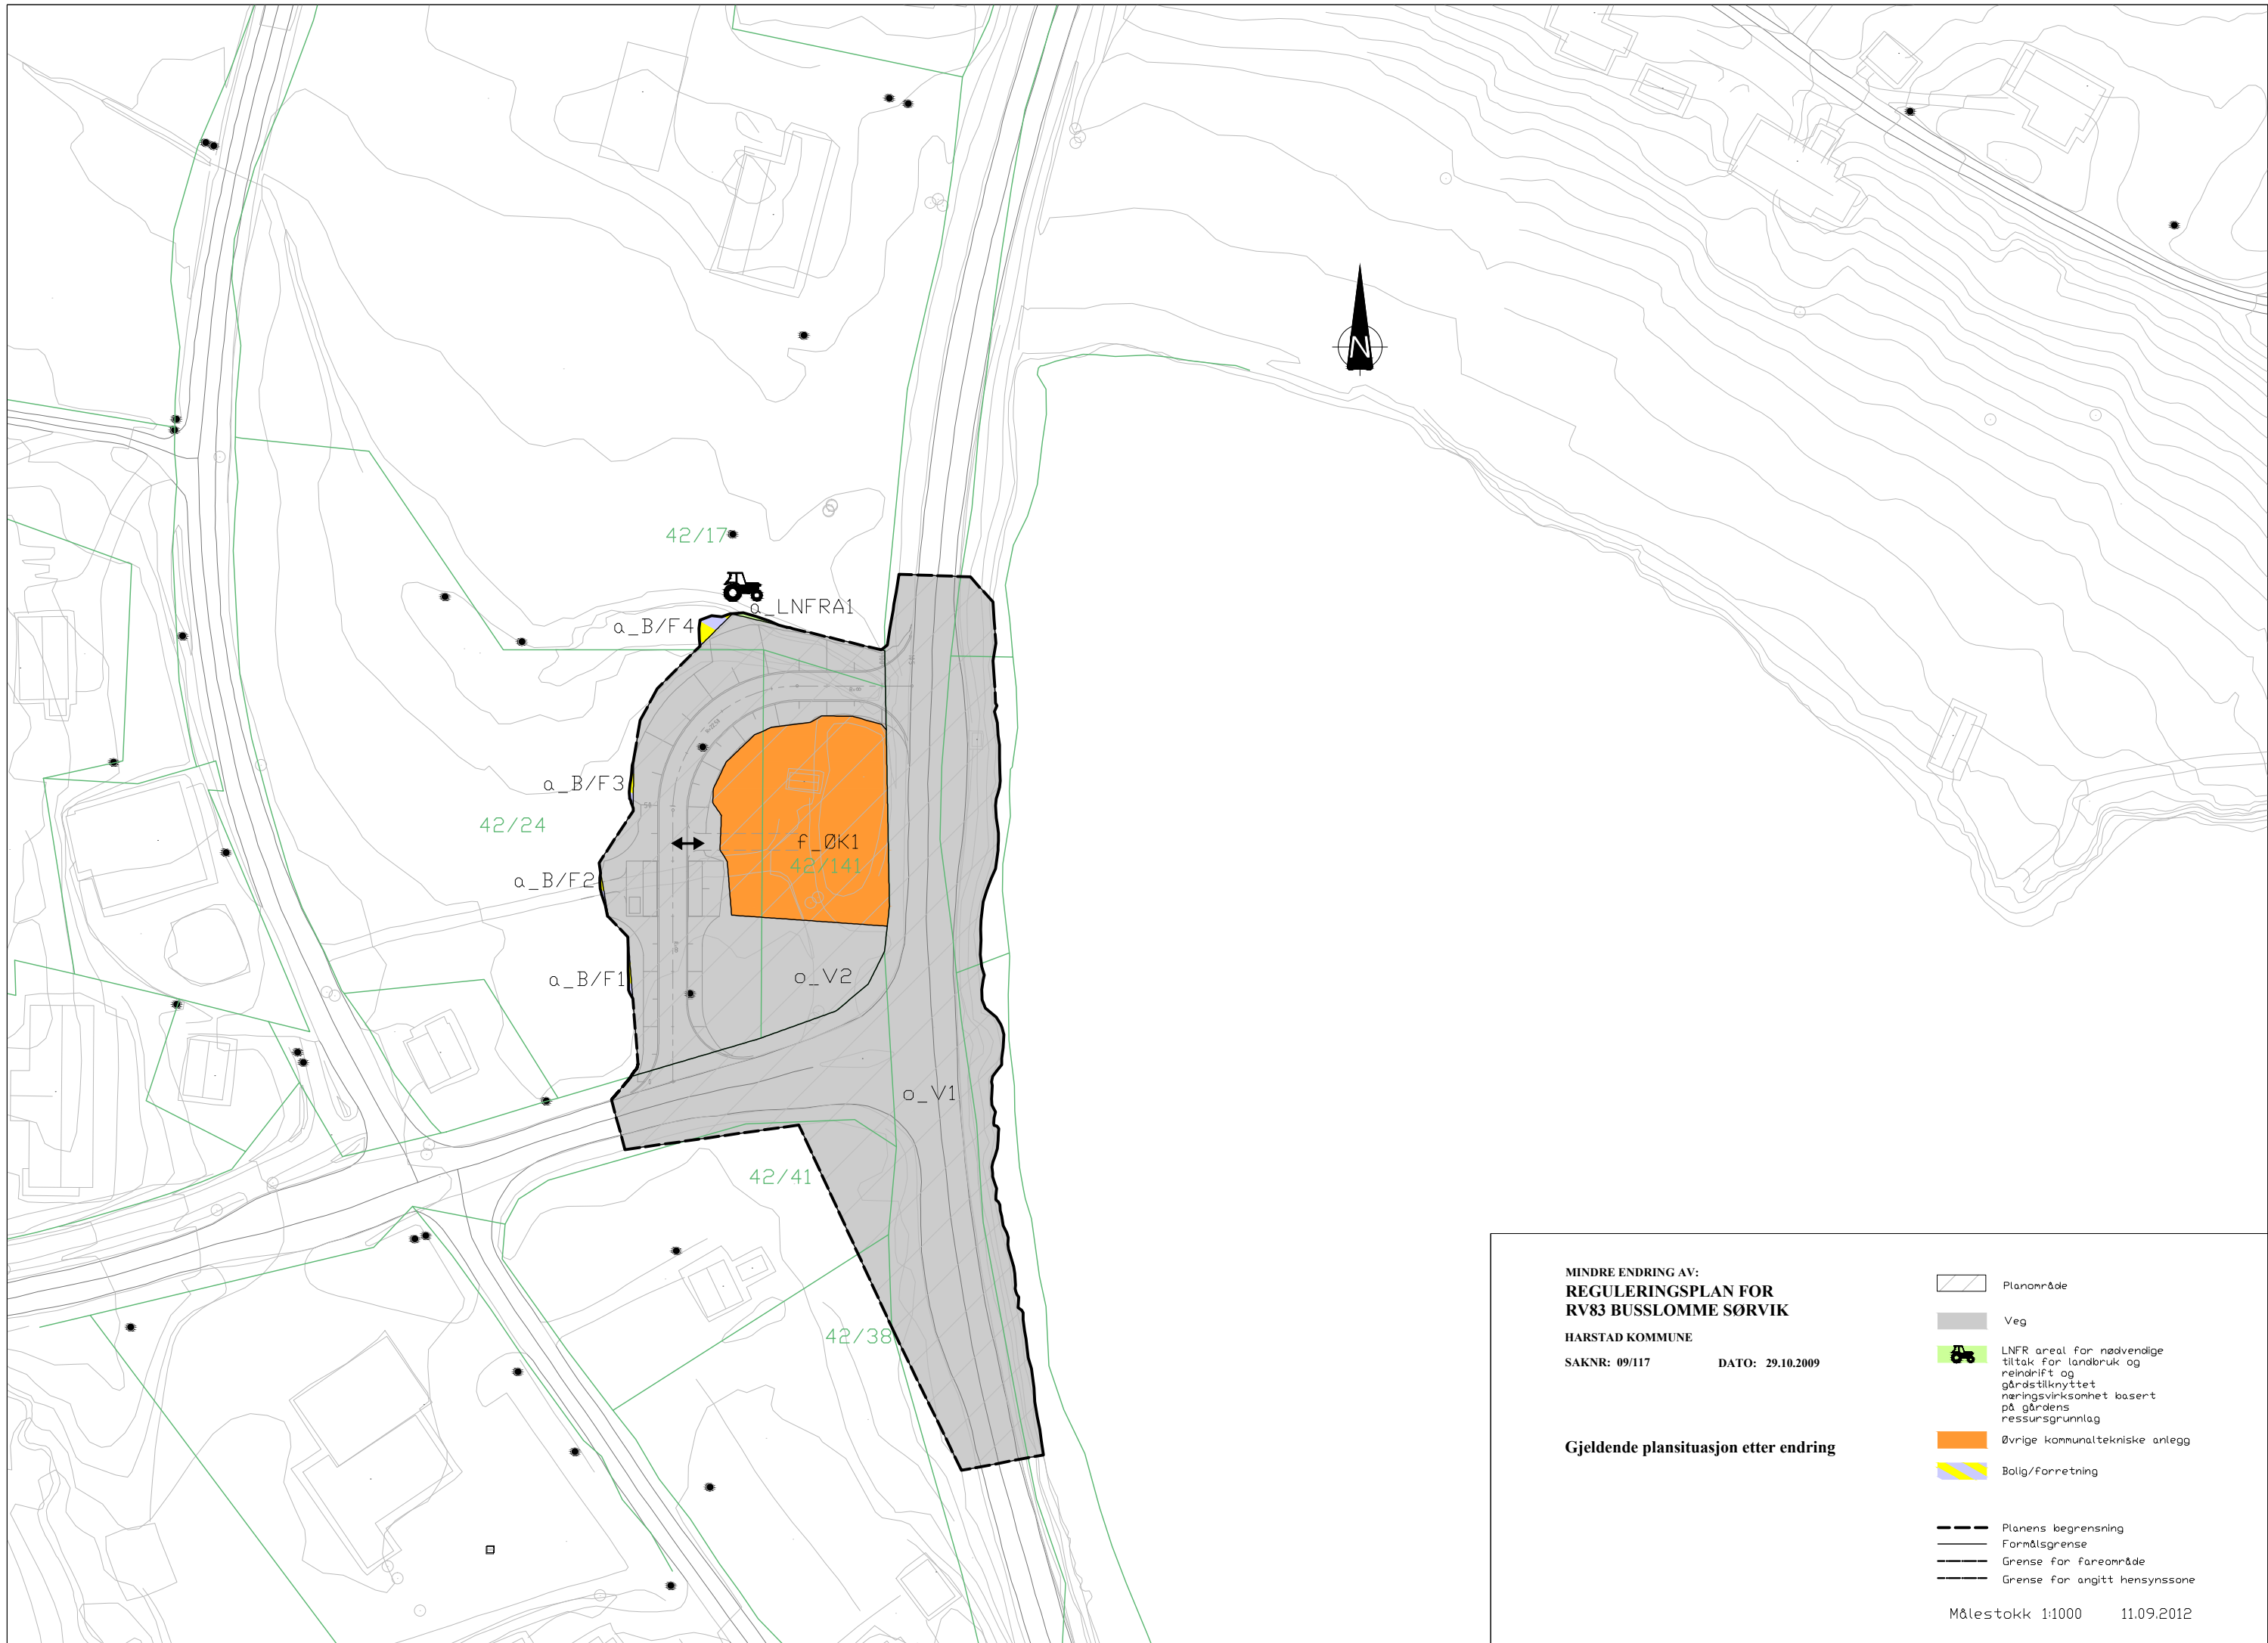 N
42/17
a_LNFRA1
a_B/F4
a_B/F3
42/24
f_ØK1
42/141
a_B/F2
a_B/F1
o_V2
o_V1
42/41
42/38
MINDRE ENDRING AV:
REGULERINGSPLAN FOR
RV83 BUSSLOMME SØRVIK
HARSTAD KOMMUNE
SAKNR: 09/117 DATO: 29.10.2009
Gjeldende plansituasjon etter endring
Planområde
Veg
LNFR areal for nødvendige
tiltak for landbruk og
reindrift og
gårdstilknyttet
næringsvirksomhet basert
på gårdens
ressursgrunnlag
Øvrige kommunaltekniske anlegg
Bolig/forretning
Planens begrensning
Formålsgrense
Grense for fareområde
Grense for angitt hensynssone
Målestokk 1:1000 11.09.2012